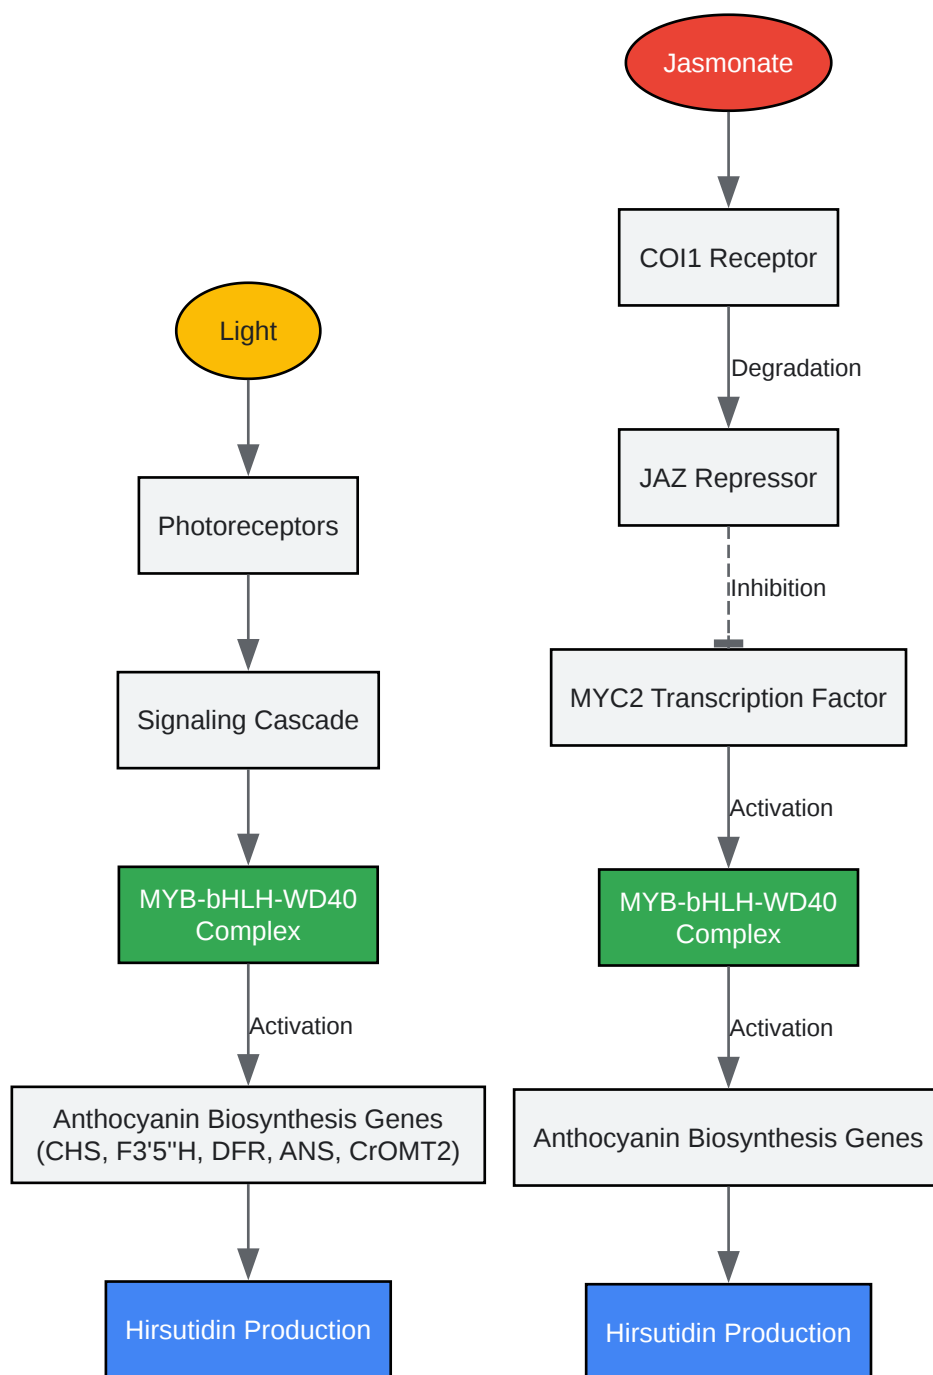 Light
Photoreceptors
Signaling Cascade
MYB-bHLH-WD40
Complex
Activation
Anthocyanin Biosynthesis Genes
(CHS, F3'5''H, DFR, ANS, CrOMT2)
Hirsutidin Production
Jasmonate
COI1 Receptor
Degradation
JAZ Repressor
Inhibition
MYC2 Transcription Factor
Activation
MYB-bHLH-WD40
Complex
Activation
Anthocyanin Biosynthesis Genes
Hirsutidin Production